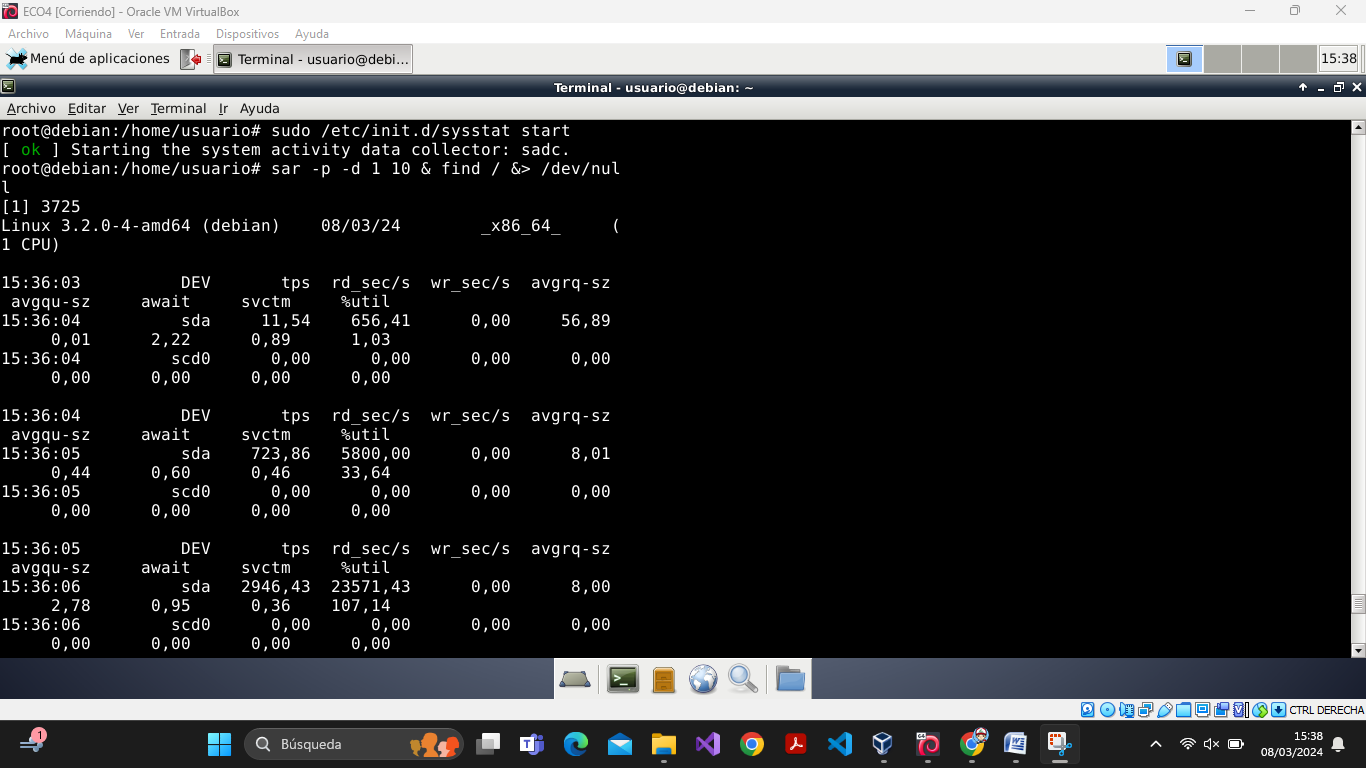 ECO4 [Corriendo] - Oracle VM VirtualBox
Archivo Máquina Ver Entrada Dispositivos Ayuda
Menú de aplicaciones Terminal - usuario@debi... 15:38
Terminal - usuario@debian: ~
Archivo Editar Ver Terminal Ir Ayuda
root@debian:/home/usuario# sudo /etc/init.d/sysstat start
[ ok ] Starting the system activity data collector: sadc.
root@debian:/home/usuario# sar -p -d 1 10 & find / &> /dev/nul
l
[1] 3725
Linux 3.2.0-4-amd64 (debian) 08/03/24 _x86_64_ (
1 CPU)
15:36:03 DEV tps rd_sec/s wr_sec/s avgrq-sz
avgqu-sz await svctm %util
15:36:04 sda 11,54 656,41 0,00 56,89
0,01 2,22 0,89 1,03
15:36:04 scd0 0,00 0,00 0,00 0,00
0,00 0,00 0,00 0,00
15:36:04 DEV tps rd_sec/s wr_sec/s avgrq-sz
avgqu-sz await svctm %util
15:36:05 sda 723,86 5800,00 0,00 8,01
0,44 0,60 0,46 33,64
15:36:05 scd0 0,00 0,00 0,00 0,00
0,00 0,00 0,00 0,00
15:36:05 DEV tps rd_sec/s wr_sec/s avgrq-sz
avgqu-sz await svctm %util
15:36:06 sda 2946,43 23571,43 0,00 8,00
2,78 0,95 0,36 107,14
15:36:06 scd0 0,00 0,00 0,00 0,00
0,00 0,00 0,00 0,00
CTRL DERECHA
1 Búsqueda 15:38
08/03/2024